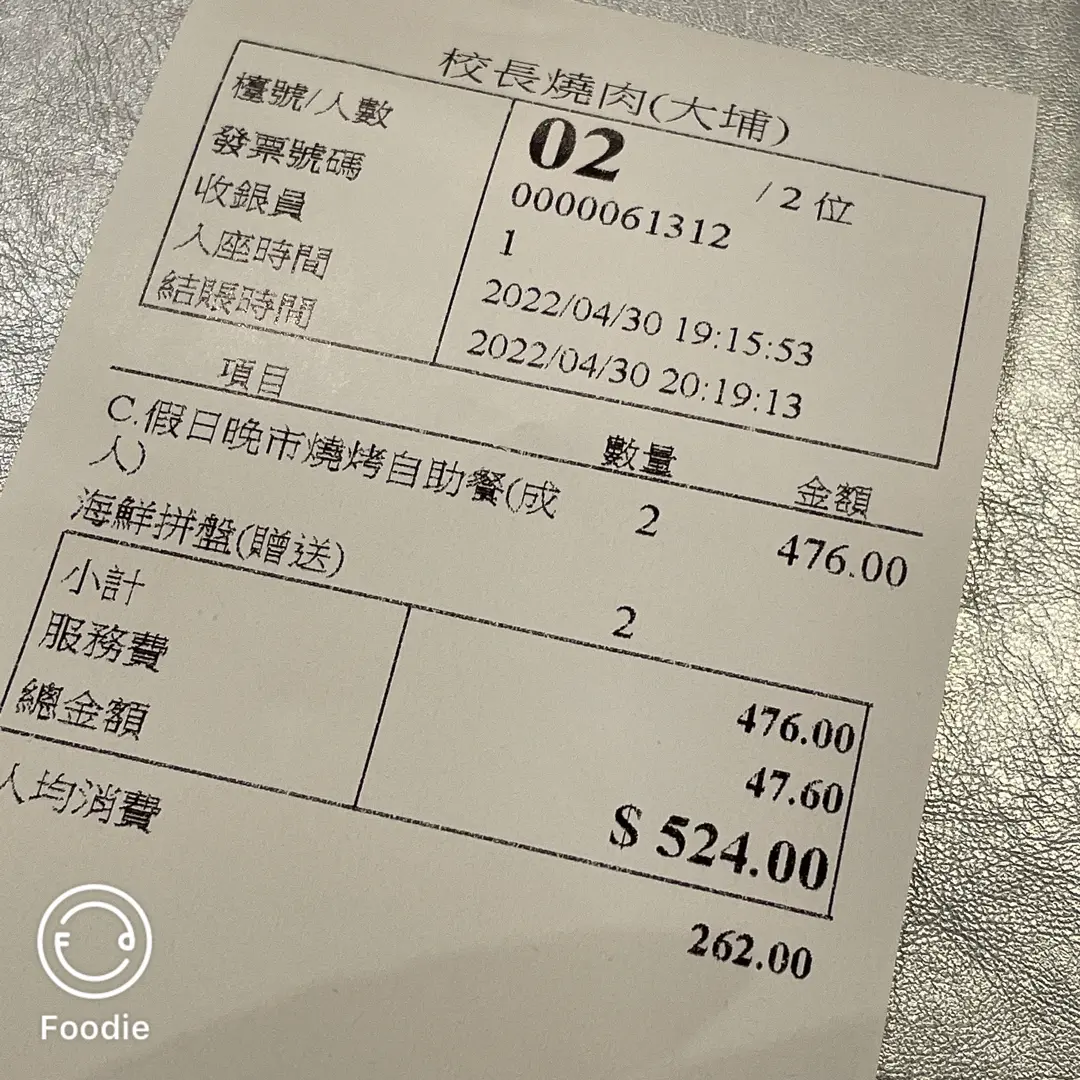 校長燒肉(大埔)
檯號/人數 02 /2位
發票號碼 0000061312
收銀員 1
入座時間 2022/04/30 19:15:53
結賬時間 2022/04/30 20:19:13
項目 數量 金額
C.假日晚市燒烤自助餐(成 2 476.00
人)
海鮮拼盤(贈送) 2
小計 476.00
服務費 47.60
總金額 $ 524.00
人均消費 262.00
Foodie